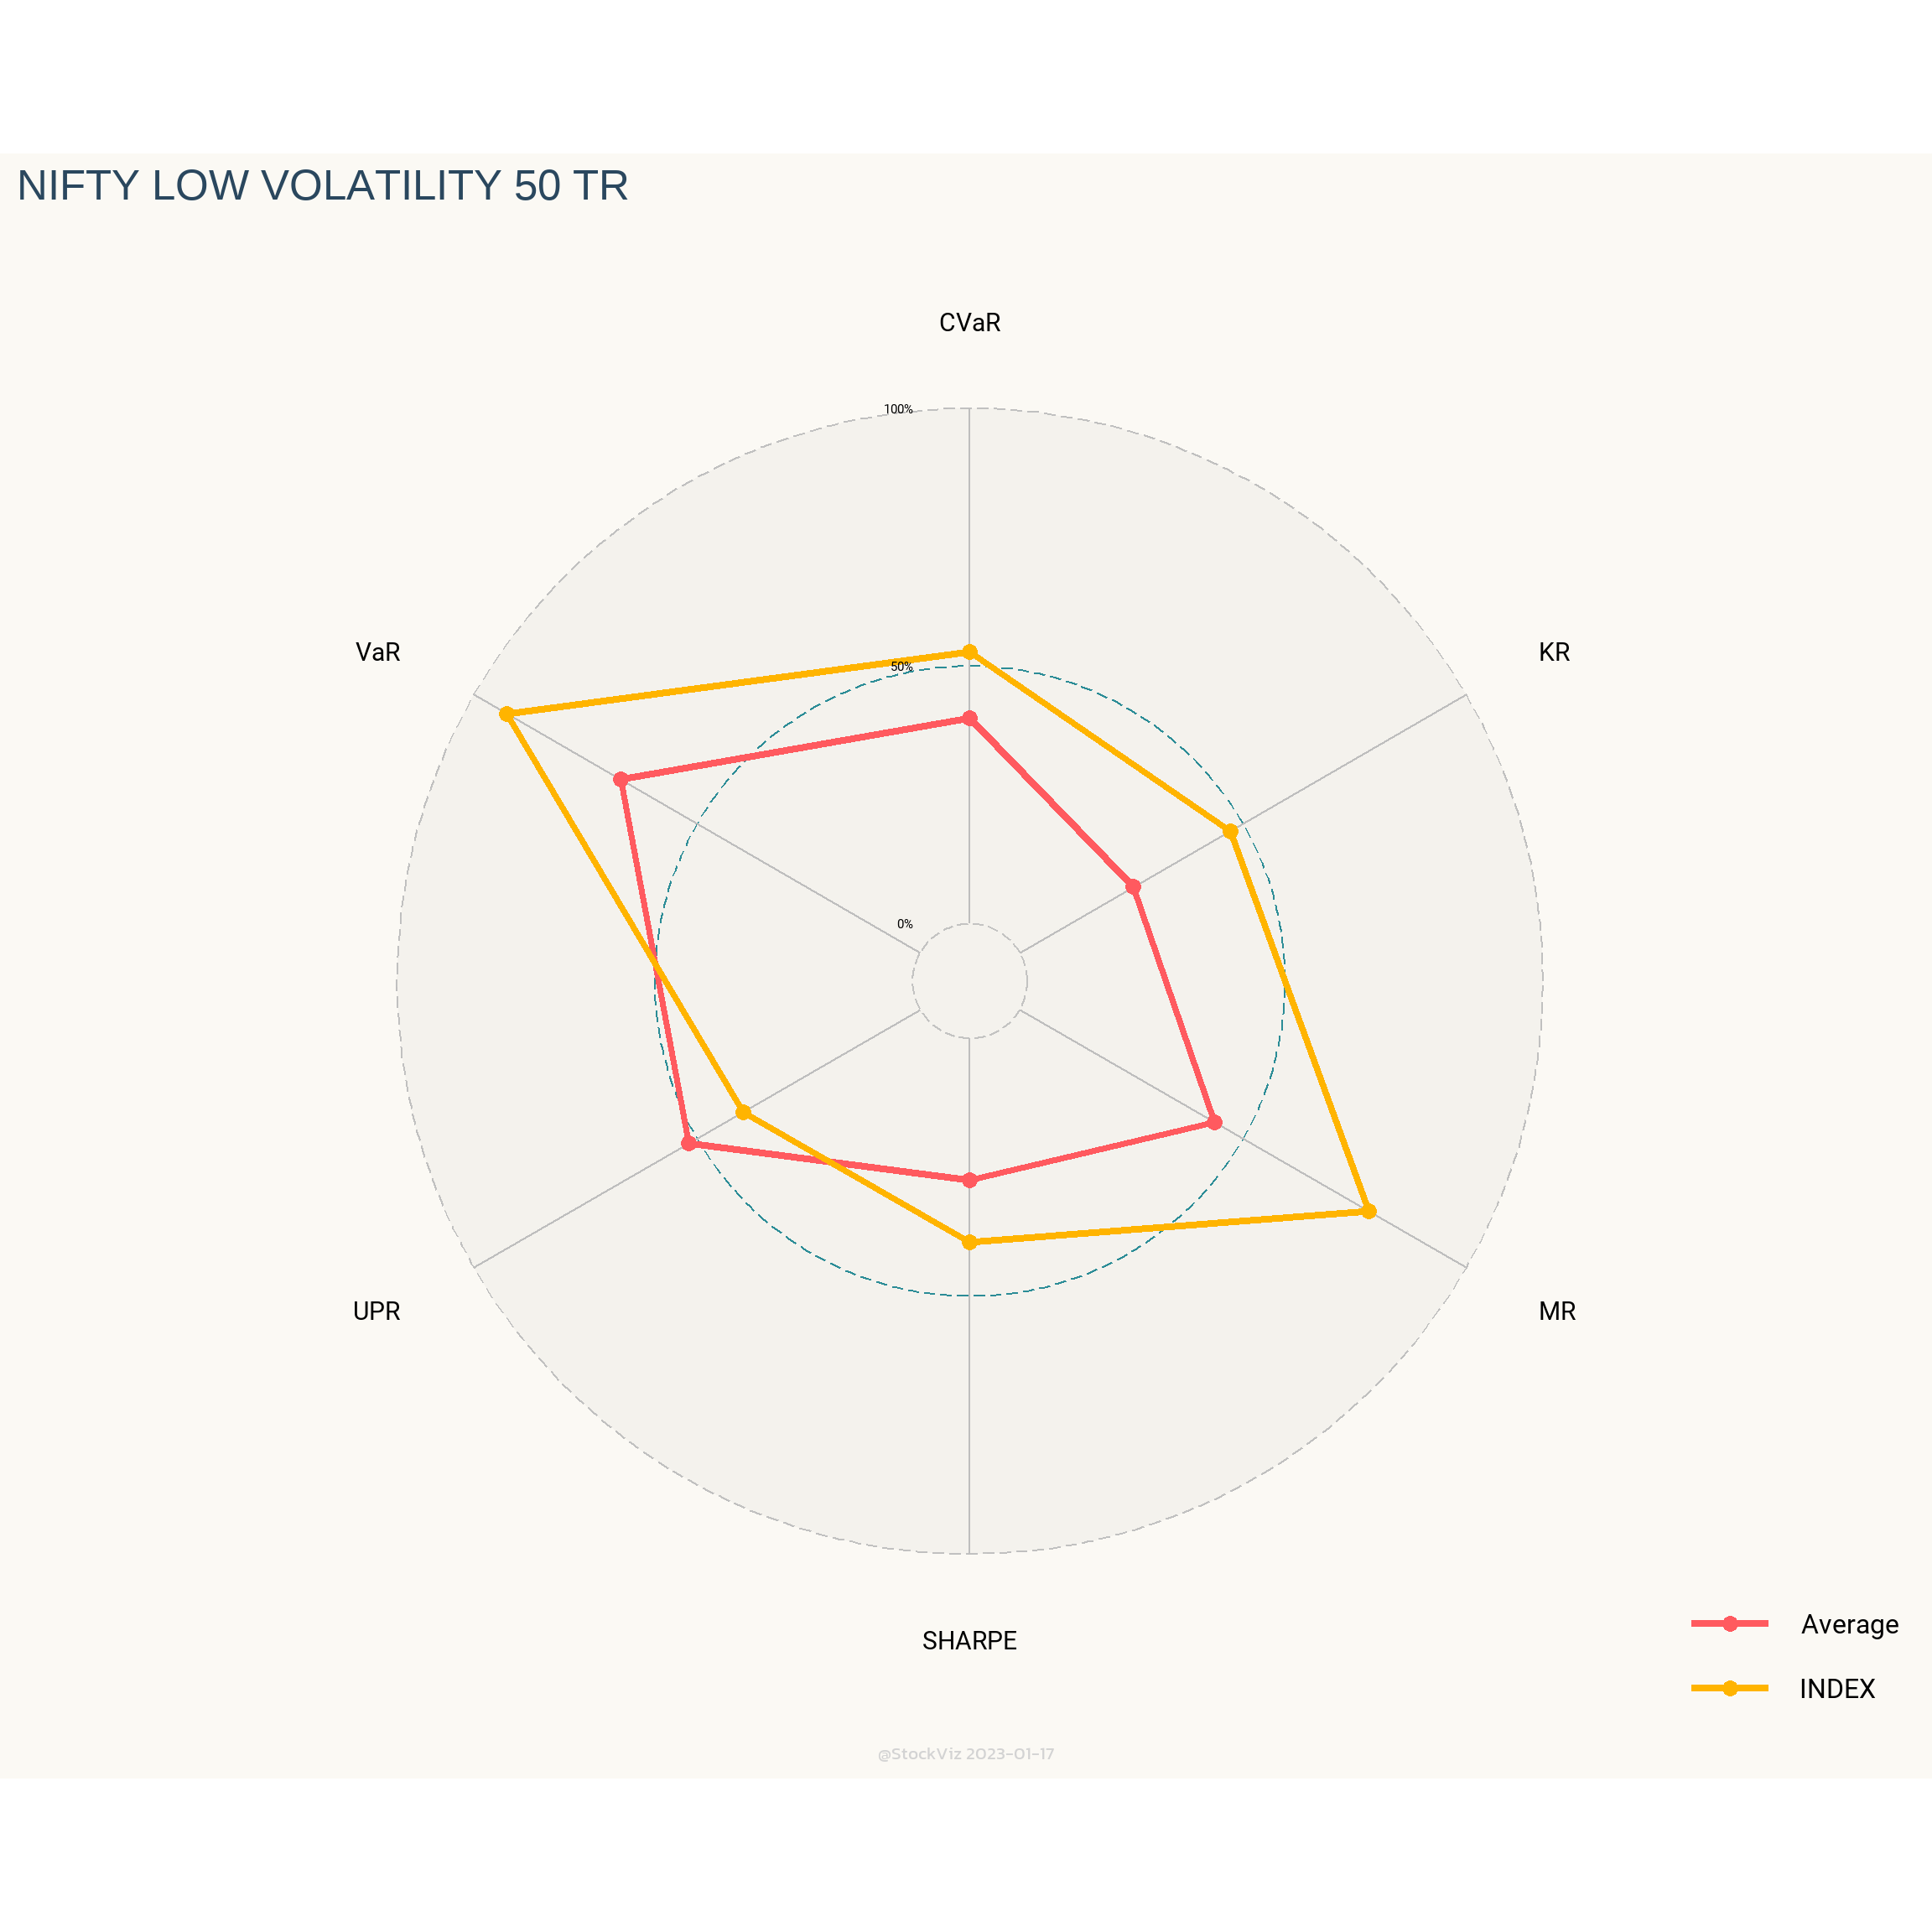 NIFTY LOW VOLATILITY 50 TR
CVaR
100%
VaR
KR
50%
0%
UPR
MR
SHARPE
Average
INDEX
@StockViz 2023-01-17